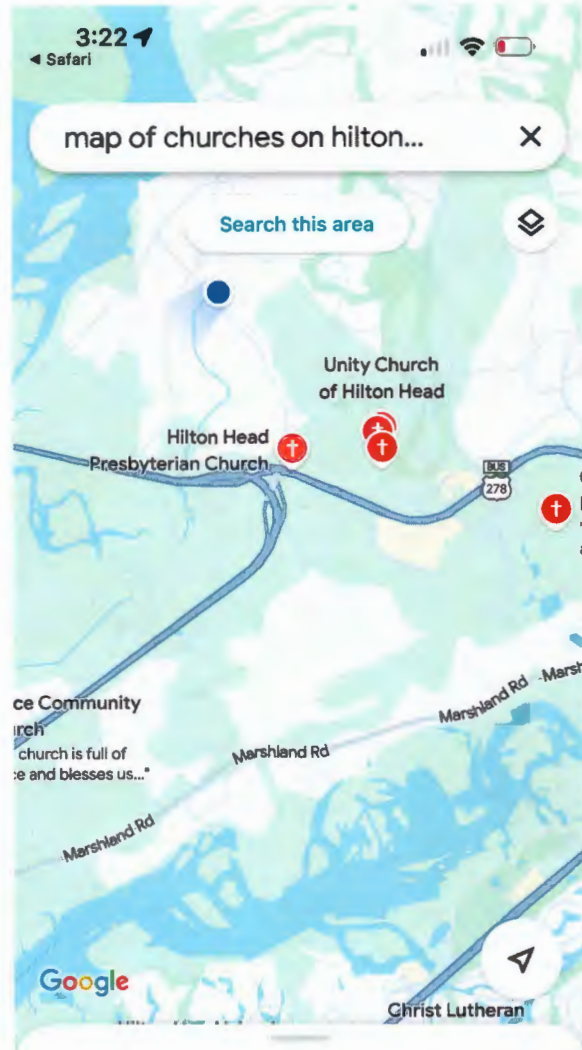 3:22
◀ Safari
map of churches on hilton...
Search this area
Unity Church
of Hilton Head
Hilton Head
Presbyterian Church
BUS
278
ce Community
rch
church is full of
ce and blesses us..."
Marshland Rd
Marsh
Marshland Rd
Marshland Rd
Google
Christ Lutheran